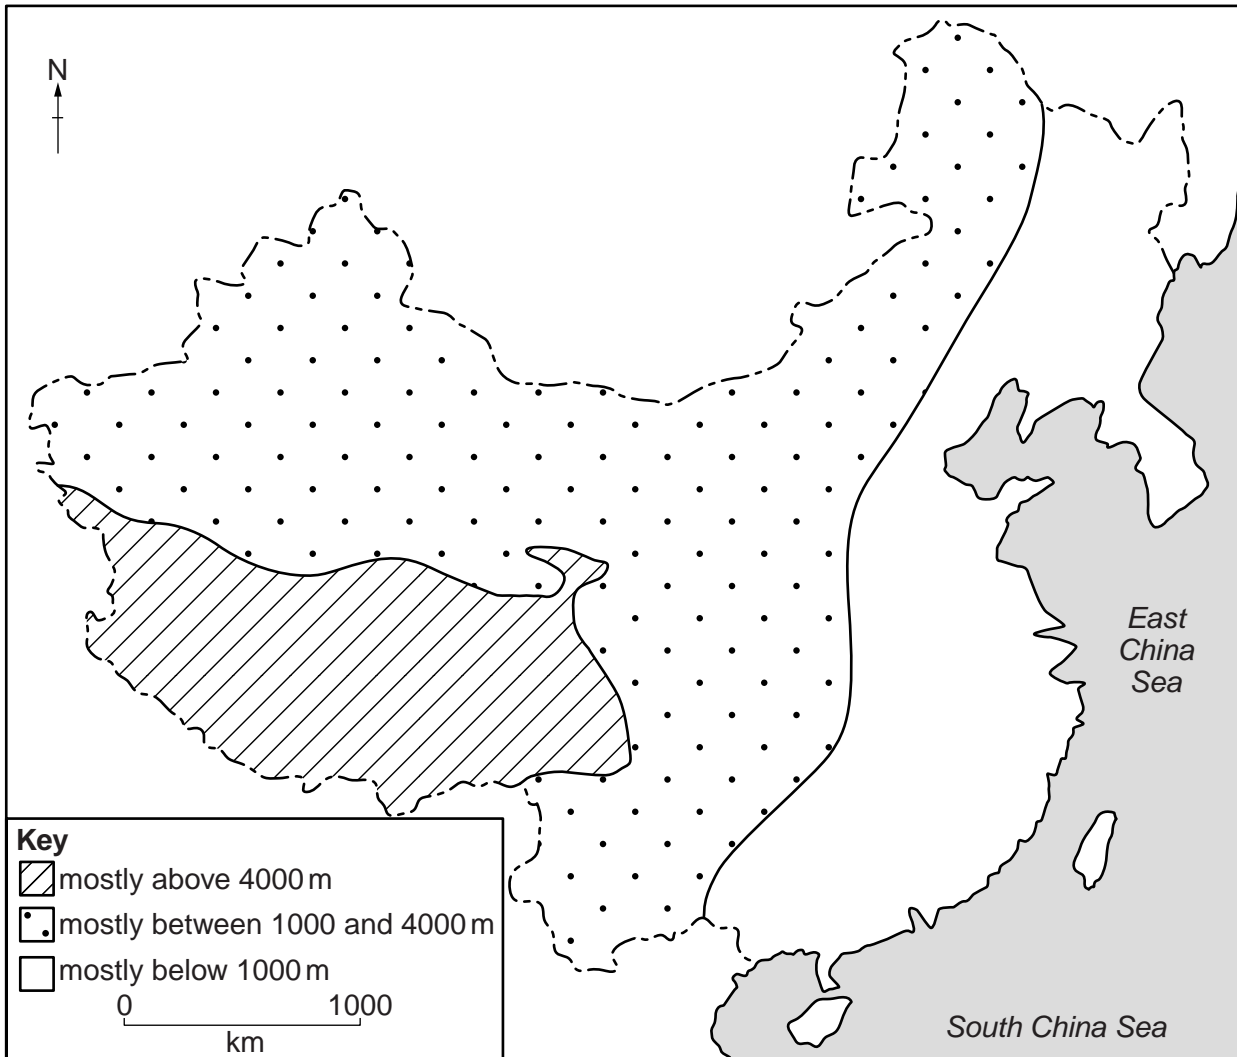 N
East
China
Sea
Key
mostly above 4000 m
mostly between 1000 and 4000 m
mostly below 1000 m
0 1000
km
South China Sea